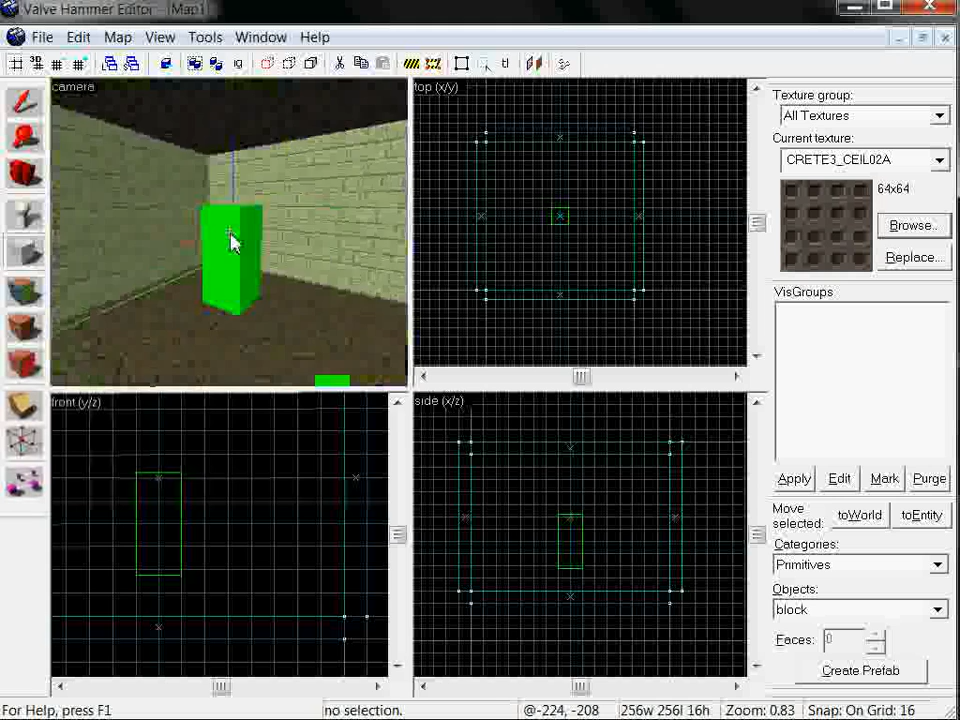 Valve Hammer Editor - [Map1]
File Edit Map View Tools Window Help
camera
top (x/y)
front (y/z)
side (x/z)
Texture group:
All Textures
Current texture:
CRETE3_CEIL02A
64x64
Browse..
Replace....
VisGroups
Apply Edit Mark Purge
Move selected:
toWorld toEntity
Categories:
Primitives
Objects:
block
Faces: 0
Create Prefab
For Help, press F1 no selection. @-224, -208 256w 256l 16h Zoom: 0.83 Snap: On Grid: 16